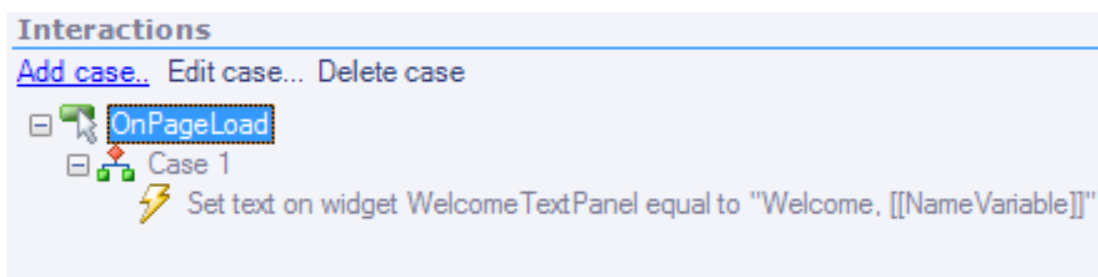 Interactions
Add case.. Edit case... Delete case
OnPageLoad
Case 1
Set text on widget WelcomeTextPanel equal to "Welcome, [[NameVariable]]"